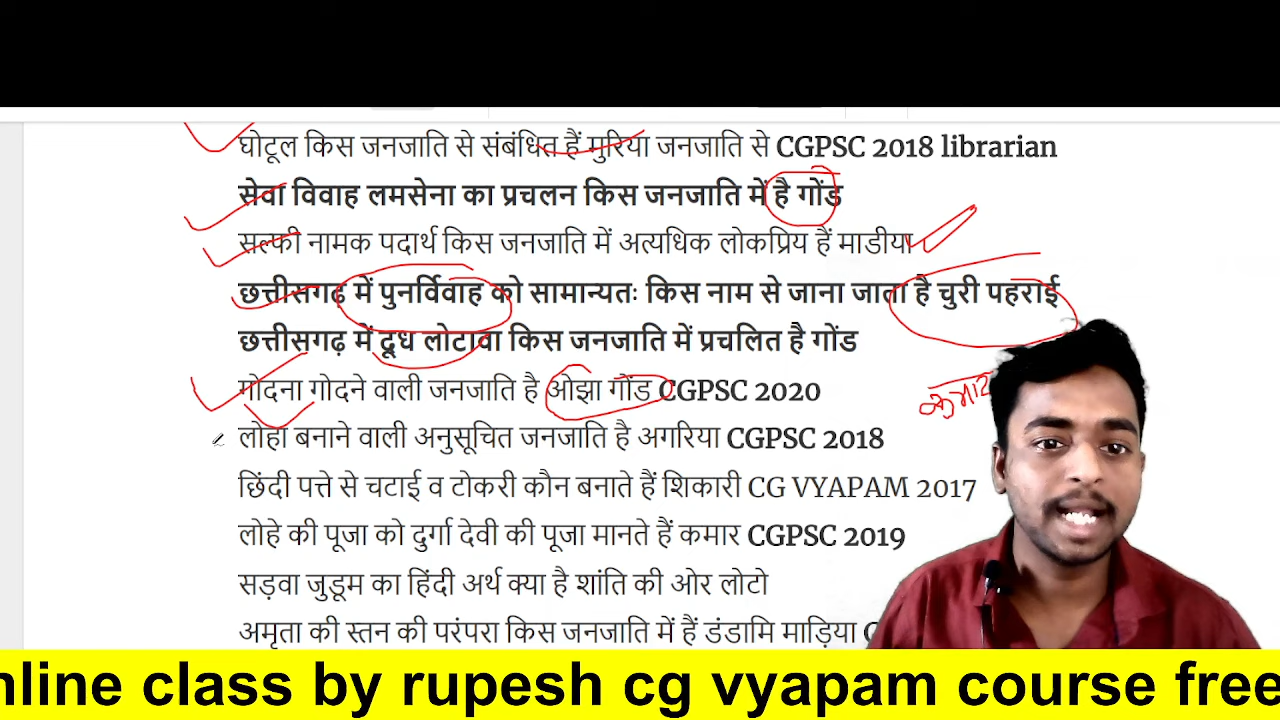 घोटूल किस जनजाति से संबंधित हैं मुरिया जनजाति से CGPSC 2018 librarian
सेवा विवाह लमसेना का प्रचलन किस जनजाति में है गोंड
सल्फी नामक पदार्थ किस जनजाति में अत्यधिक लोकप्रिय हैं माडीया
छत्तीसगढ़ में पुनर्विवाह को सामान्यतः किस नाम से जाना जाता है चुरी पहराई
छत्तीसगढ़ में दूध लोटावा किस जनजाति में प्रचलित है गोंड
गोदना गोदने वाली जनजाति है ओझा गौंड CGPSC 2020
लोहा बनाने वाली अनुसूचित जनजाति है अगरिया CGPSC 2018
छिंदी पत्ते से चटाई व टोकरी कौन बनाते हैं शिकारी CG VYAPAM 2017
लोहे की पूजा को दुर्गा देवी की पूजा मानते हैं कमार CGPSC 2019
सड़वा जुडूम का हिंदी अर्थ क्या है शांति की ओर लोटो
अमृता की स्तन की परंपरा किस जनजाति में हैं डंडामि माड़िया
nline class by rupesh cg vyapam course free